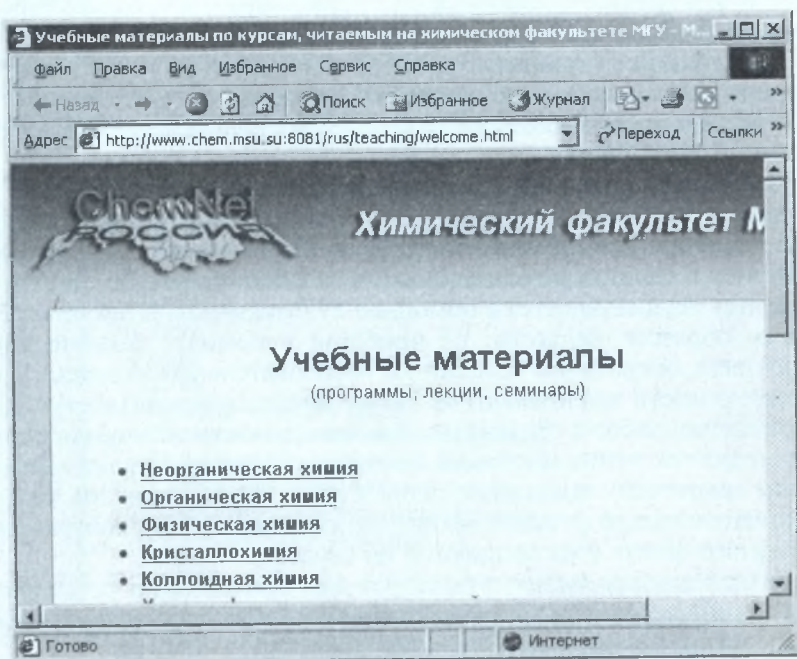 Учебные материалы по курсам, читаемым на химическом факультете МГУ - М...
Файл Правка Вид Избранное Сервис Справка
Назад Поиск Избранное Журнал »
Адрес http://www.chem.msu.su:8081/rus/teaching/welcome.html Переход Ссылки »
ChemNet
РОССИЯ
Химический факультет М
Учебные материалы
(программы, лекции, семинары)
• Неорганическая химия
• Органическая химия
• Физическая химия
• Кристаллохимия
• Коллоидная химия
Готово Интернет